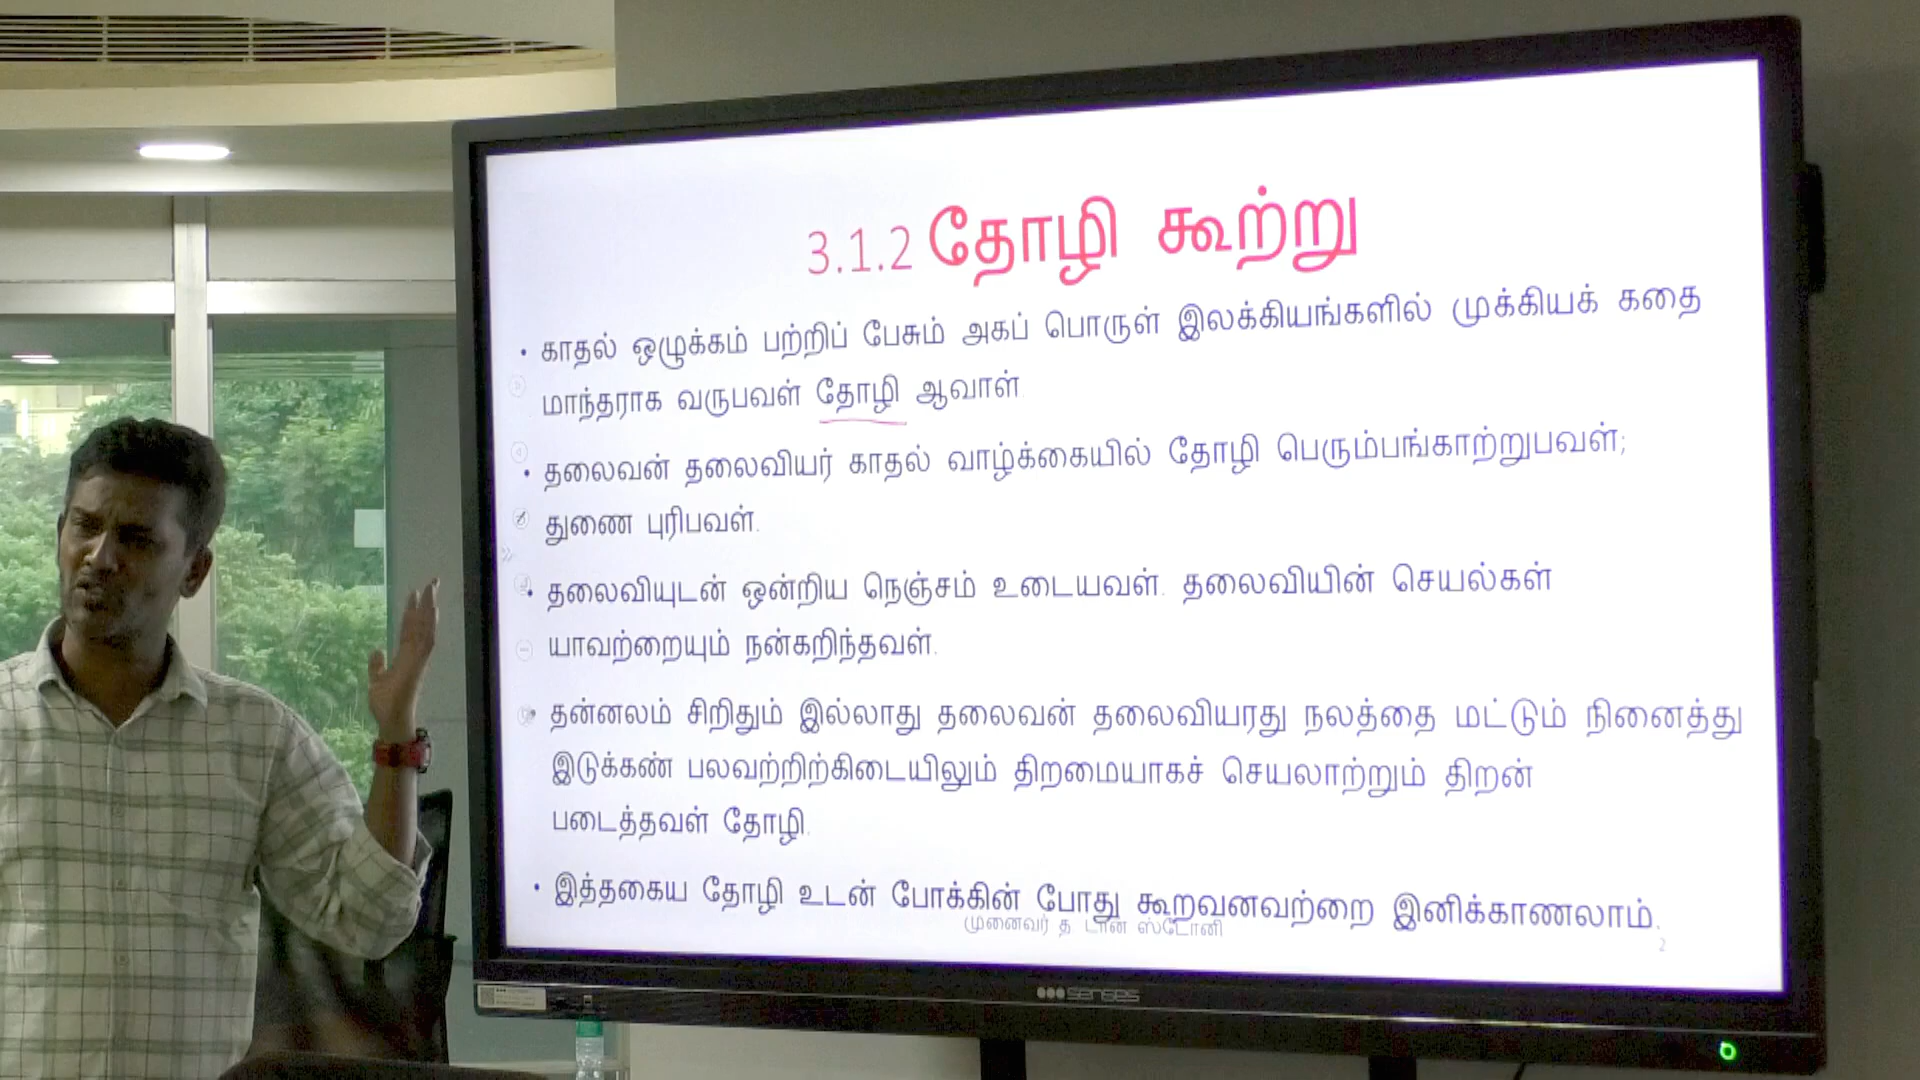 3.1.2 தோழி கூற்று
• காதல் ஒழுக்கம் பற்றிப் பேசும் அகப் பொருள் இலக்கியங்களில் முக்கியக் கதை
மாந்தராக வருபவள் தோழி ஆவாள்
• தலைவன் தலைவியர் காதல் வாழ்க்கையில் தோழி பெரும்பங்காற்றுபவள்;
துணை புரிபவள்.
• தலைவியுடன் ஒன்றிய நெஞ்சம் உடையவள். தலைவியின் செயல்கள்
யாவற்றையும் நன்கறிந்தவள்.
• தன்னலம் சிறிதும் இல்லாது தலைவன் தலைவியரது நலத்தை மட்டும் நினைத்து
இடுக்கண் பலவற்றிற்கிடையிலும் திறமையாகச் செயலாற்றும் திறன்
படைத்தவள் தோழி.
• இத்தகைய தோழி உடன் போக்கின் போது கூறவனவற்றை இனிக்காணலாம்.
முனைவர் த. டான் ஸ்டோனி
2
senses